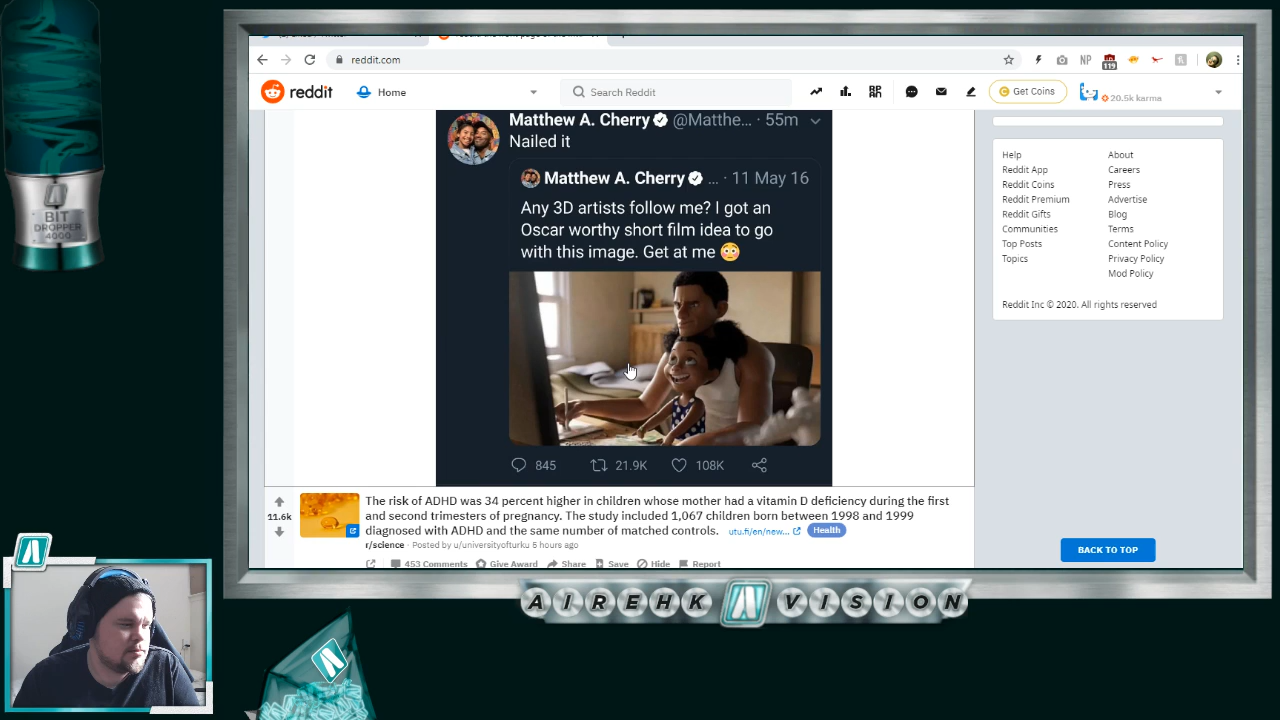 reddit.com
119
NP
reddit
Home
Search Reddit
Get Coins
20.5k karma
Matthew A. Cherry @Matthe... · 55m
Nailed it
Matthew A. Cherry ... · 11 May 16
Any 3D artists follow me? I got an
Oscar worthy short film idea to go
with this image. Get at me 😳
845 21.9K 108K
Help About
Reddit App Careers
Reddit Coins Press
Reddit Premium Advertise
Reddit Gifts Blog
Communities Terms
Top Posts Content Policy
Topics Privacy Policy
Mod Policy
Reddit Inc © 2020. All rights reserved
11.6k
The risk of ADHD was 34 percent higher in children whose mother had a vitamin D deficiency during the first
and second trimesters of pregnancy. The study included 1,067 children born between 1998 and 1999
diagnosed with ADHD and the same number of matched controls. utu.fi/en/new... Health
r/science · Posted by u/universityofturku 5 hours ago
453 Comments Give Award Share Save Hide Report
BACK TO TOP
BIT
DROPPER
4000
AIREHK VISION